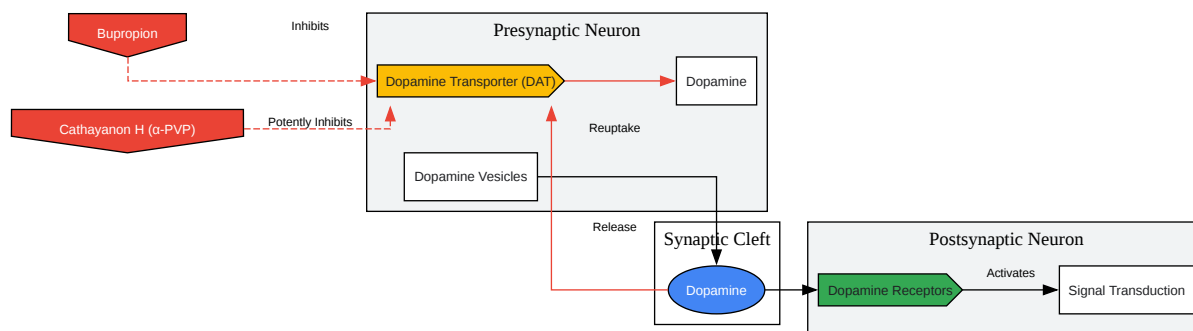 Inhibits
Presynaptic Neuron
Bupropion
Dopamine Transporter (DAT)
Dopamine
Cathayanon H (α-PVP)
Potently Inhibits
Reuptake
Dopamine Vesicles
Release
Synaptic Cleft
Postsynaptic Neuron
Dopamine
Dopamine Receptors
Activates
Signal Transduction